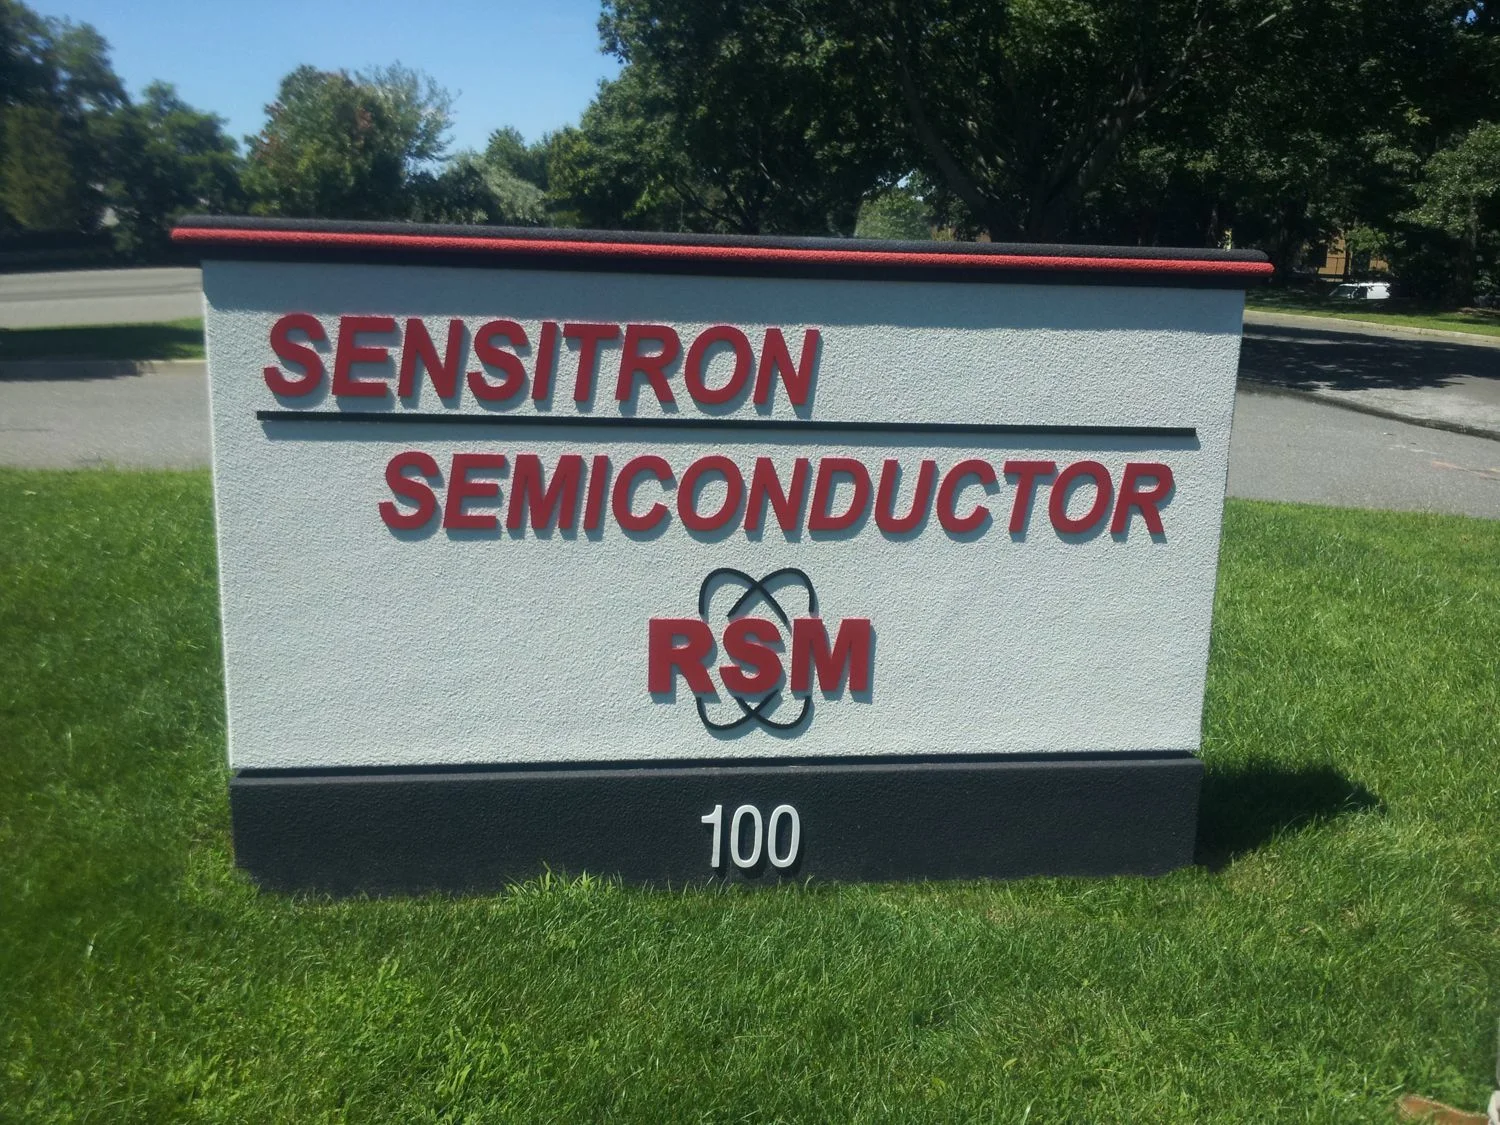 SENSITRON
SEMICONDUCTOR
RSM
100